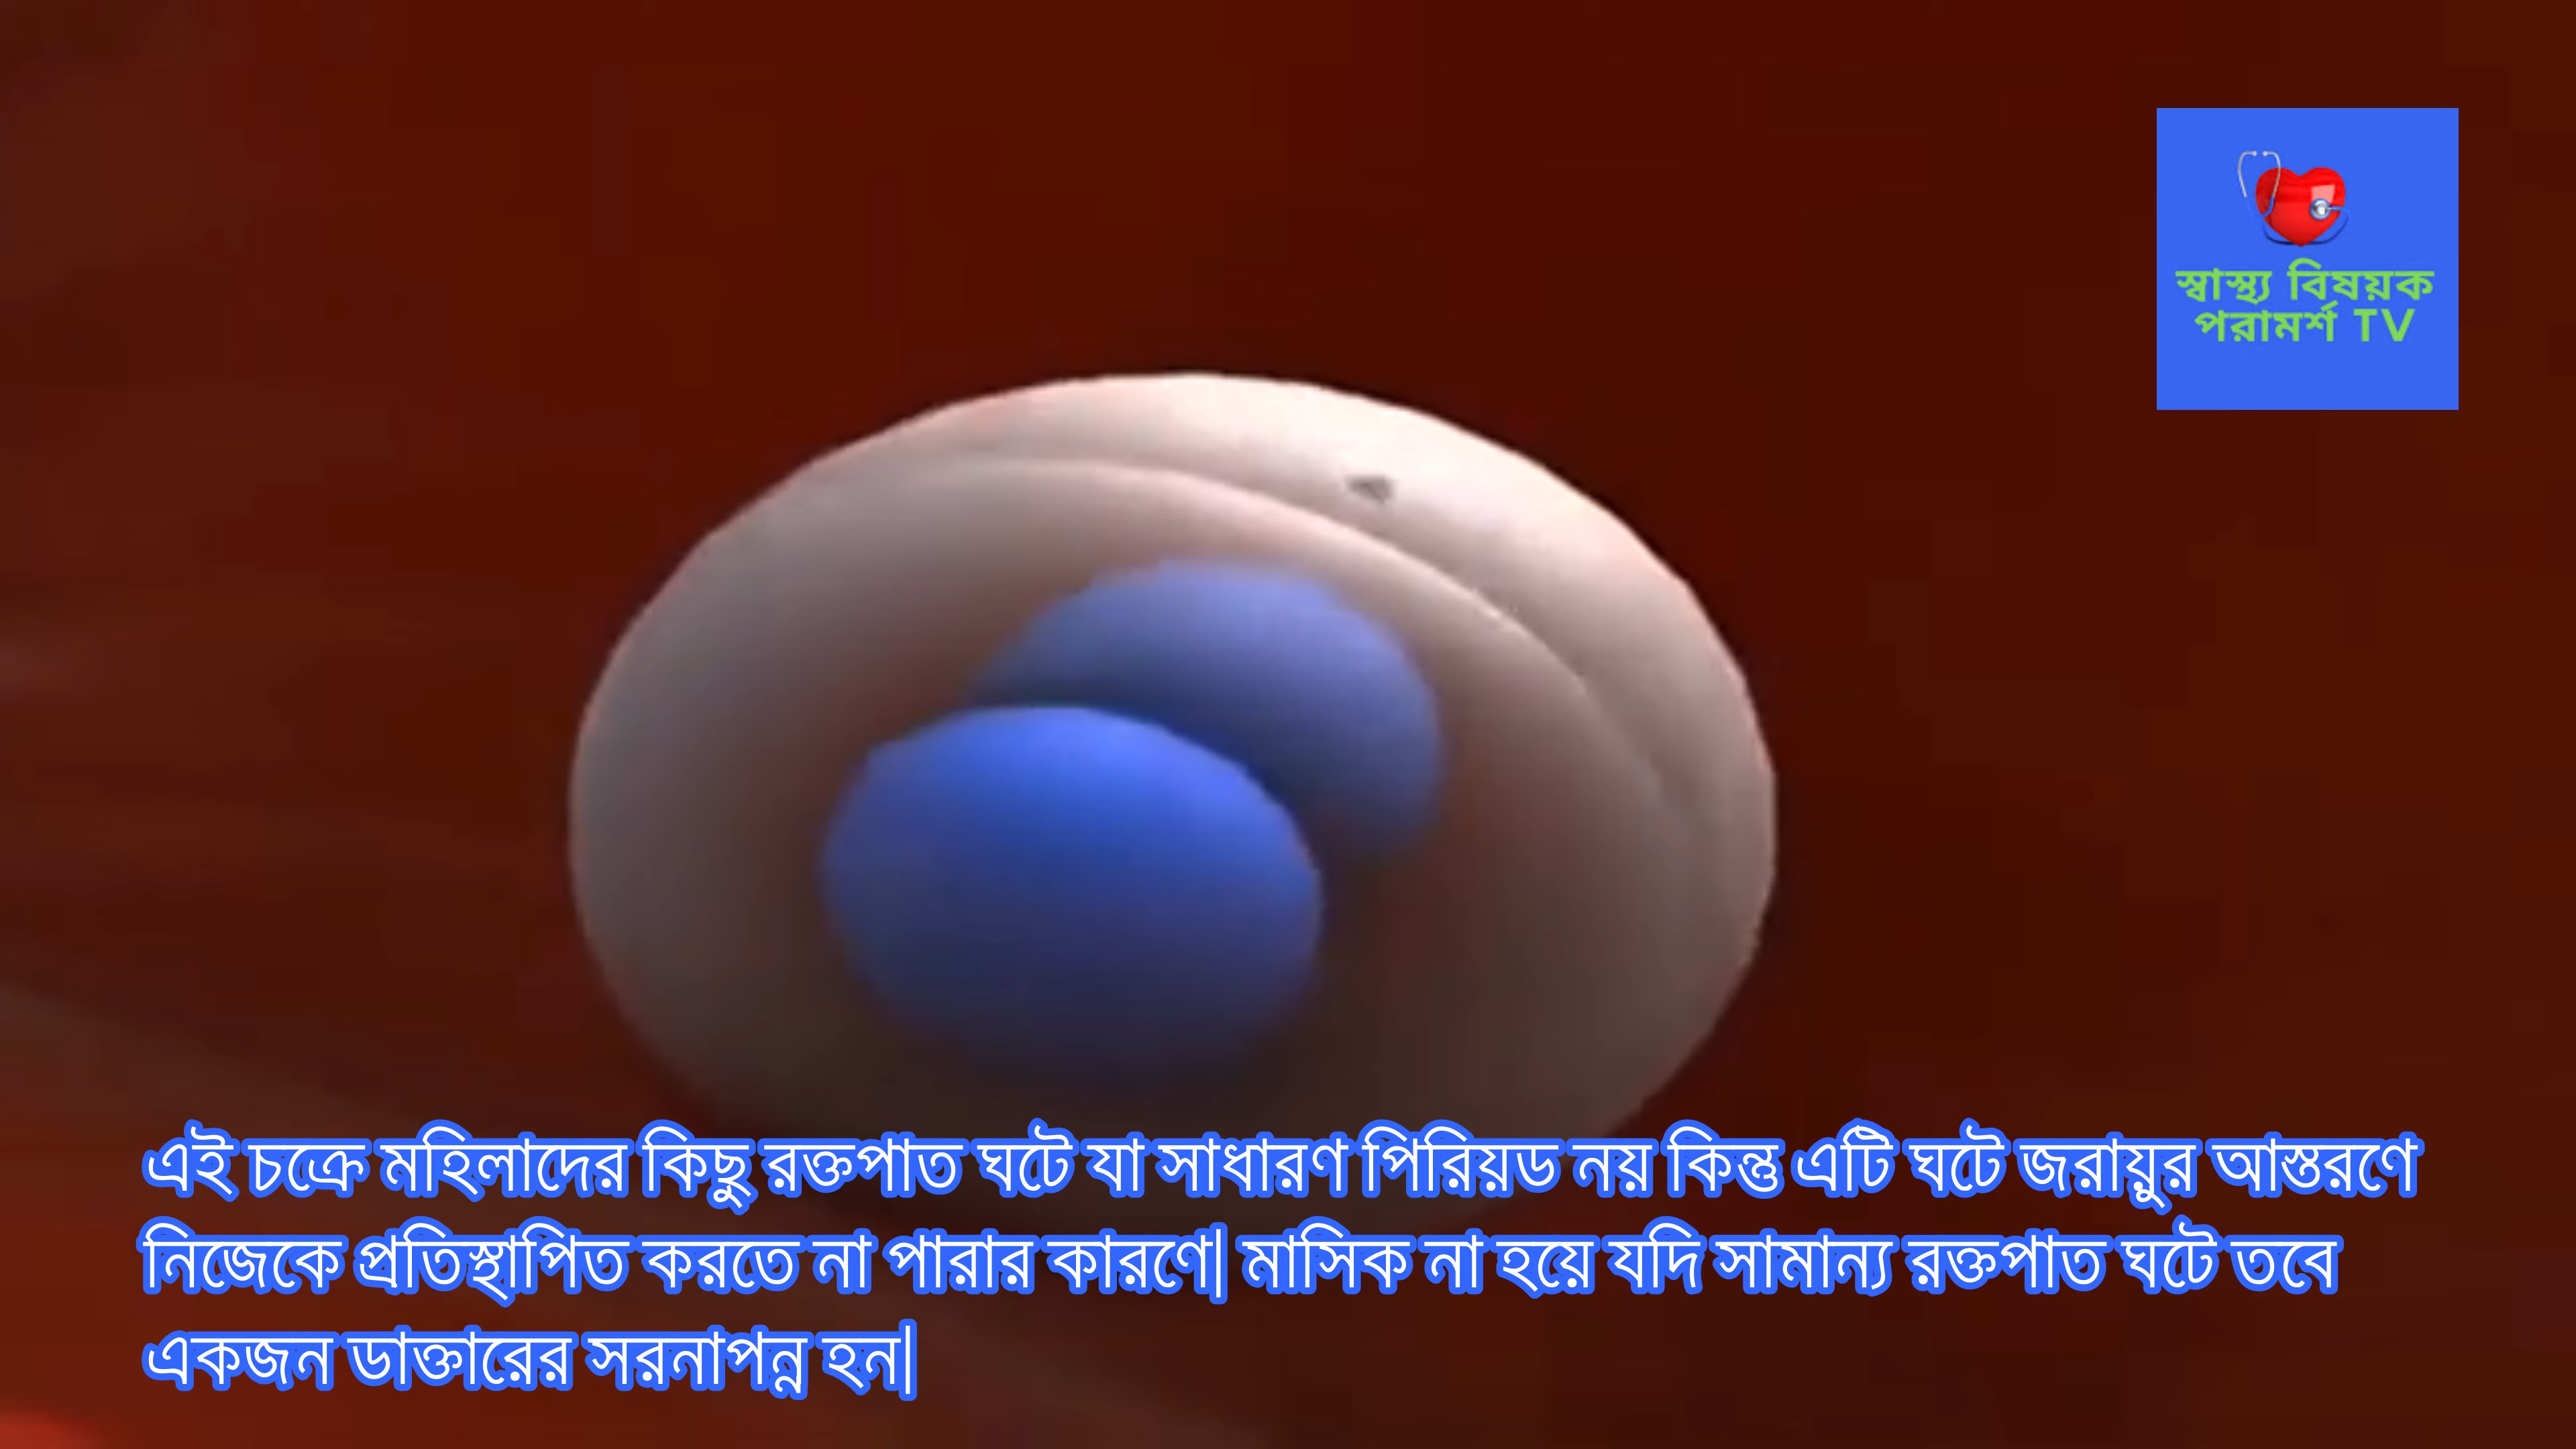 স্বাস্থ্য বিষয়ক
পরামর্শ TV
এই চক্রে মহিলাদের কিছু রক্তপাত ঘটে যা সাধারণ পিরিয়ড নয় কিন্তু এটি ঘটে জরায়ুর আস্তরণে
নিজেকে প্রতিস্থাপিত করতে না পারার কারণে| মাসিক না হয়ে যদি সামান্য রক্তপাত ঘটে তবে
একজন ডাক্তারের সরনাপন্ন হন|